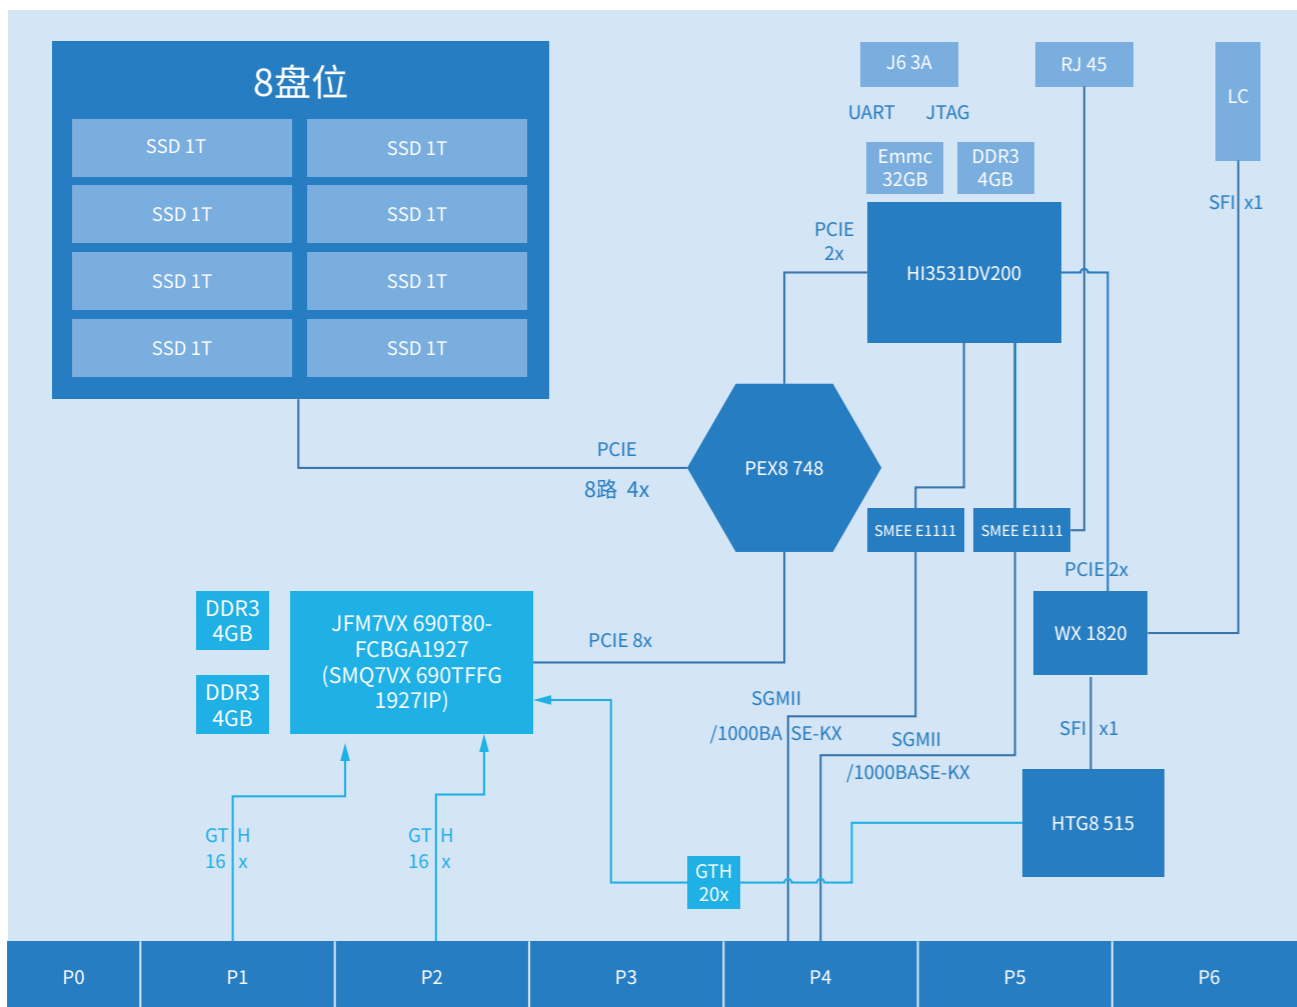 8盘位
SSD 1T
SSD 1T
SSD 1T
SSD 1T
SSD 1T
SSD 1T
SSD 1T
SSD 1T
J6 3A
UART JTAG
Emmc
32GB
DDR3
4GB
RJ 45
LC
SFI x1
PCIE
2x
HI3531DV200
PCIE
8路 4x
PEX8 748
SMEE E1111
SMEE E1111
PCIE 2x
WX 1820
DDR3
4GB
DDR3
4GB
JFM7VX 690T80-
FCBGA1927
(SMQ7VX 690TFFG
1927IP)
PCIE 8x
SGMII
/1000BA SE-KX
SGMII
/1000BASE-KX
SFI x1
HTG8 515
GT H
16 x
GT H
16 x
GTH
20x
P0
P1
P2
P3
P4
P5
P6